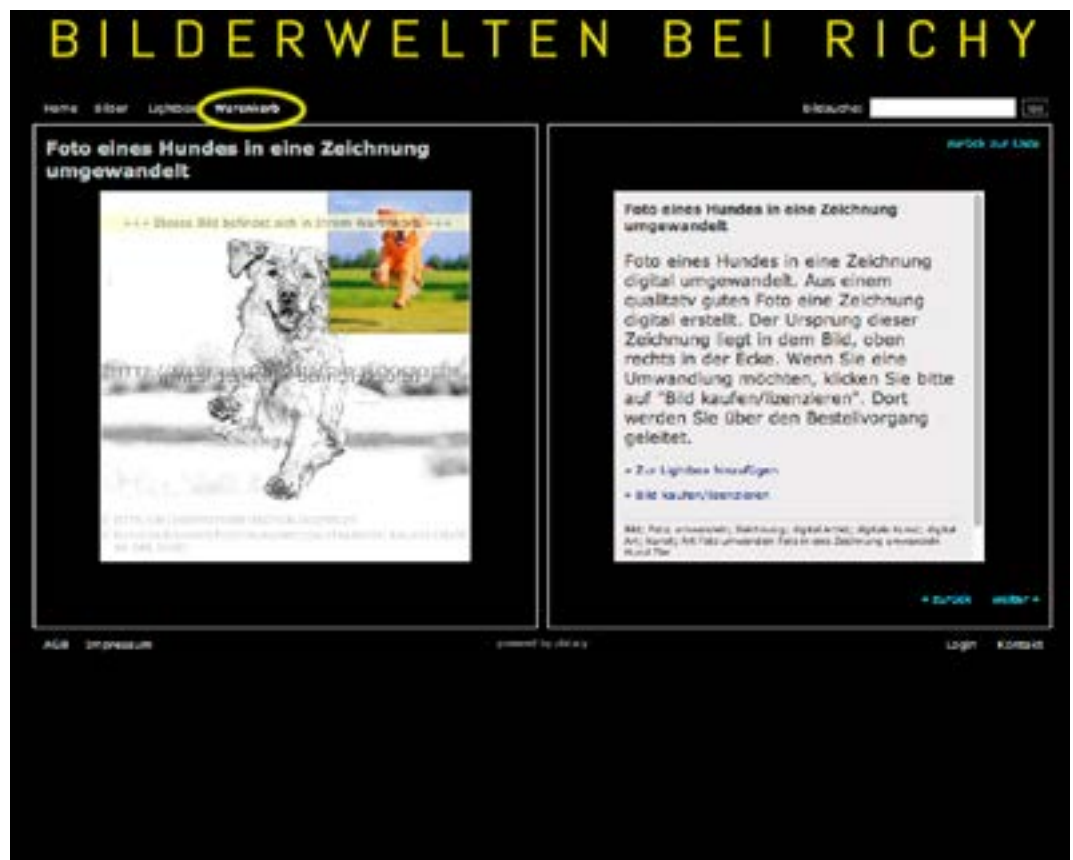 BILDERWELTEN BEI RICHY
Home Bilder Lightbox Warenkorb
Bildsuche:
Foto eines Hundes in eine Zeichnung
umgewandelt
zurück zur Liste
+++ Dieses Bild befindet sich in Ihrem Warenkorb +++
Foto eines Hundes in eine Zeichnung
umgewandelt
Foto eines Hundes in eine Zeichnung
digital umgewandelt. Aus einem
qualitatv guten Foto eine Zeichnung
digital erstellt. Der Ursprung dieser
Zeichnung liegt in dem Bild, oben
rechts in der Ecke. Wenn Sie eine
Umwandlung möchten, klicken Sie bitte
auf "Bild kaufen/lizenzieren". Dort
werden Sie über den Bestellvorgang
geleitet.
+ Zur Lightbox hinzufügen
+ Bild kaufen/lizenzieren
zurück weiter
AGB Impressum
powered by
Login Kontakt